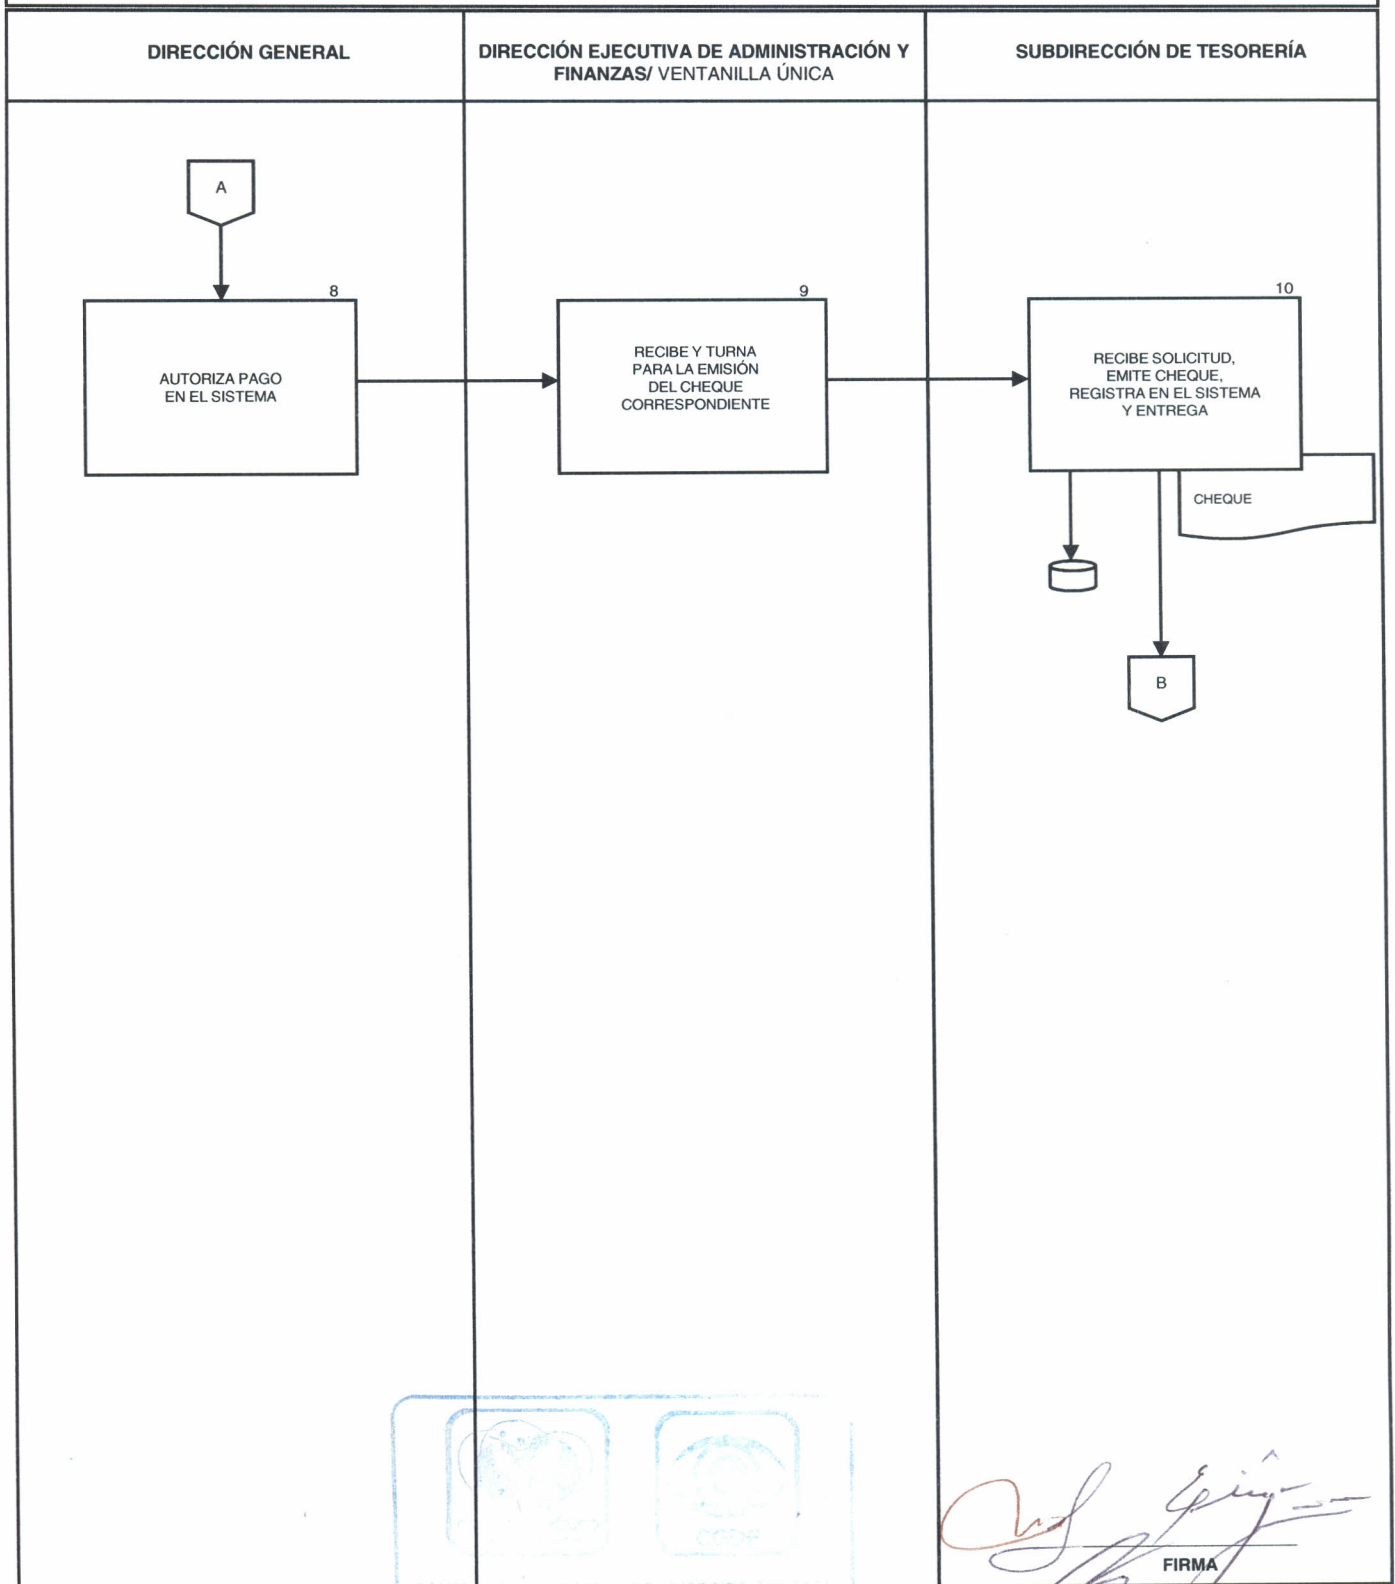 DIRECCIÓN GENERAL
DIRECCIÓN EJECUTIVA DE ADMINISTRACIÓN Y
FINANZAS/ VENTANILLA ÚNICA
SUBDIRECCIÓN DE TESORERÍA
A
8
AUTORIZA PAGO
EN EL SISTEMA
9
RECIBE Y TURNA
PARA LA EMISIÓN
DEL CHEQUE
CORRESPONDIENTE
10
RECIBE SOLICITUD,
EMITE CHEQUE,
REGISTRA EN EL SISTEMA
Y ENTREGA
CHEQUE
B
CGDF
FIRMA